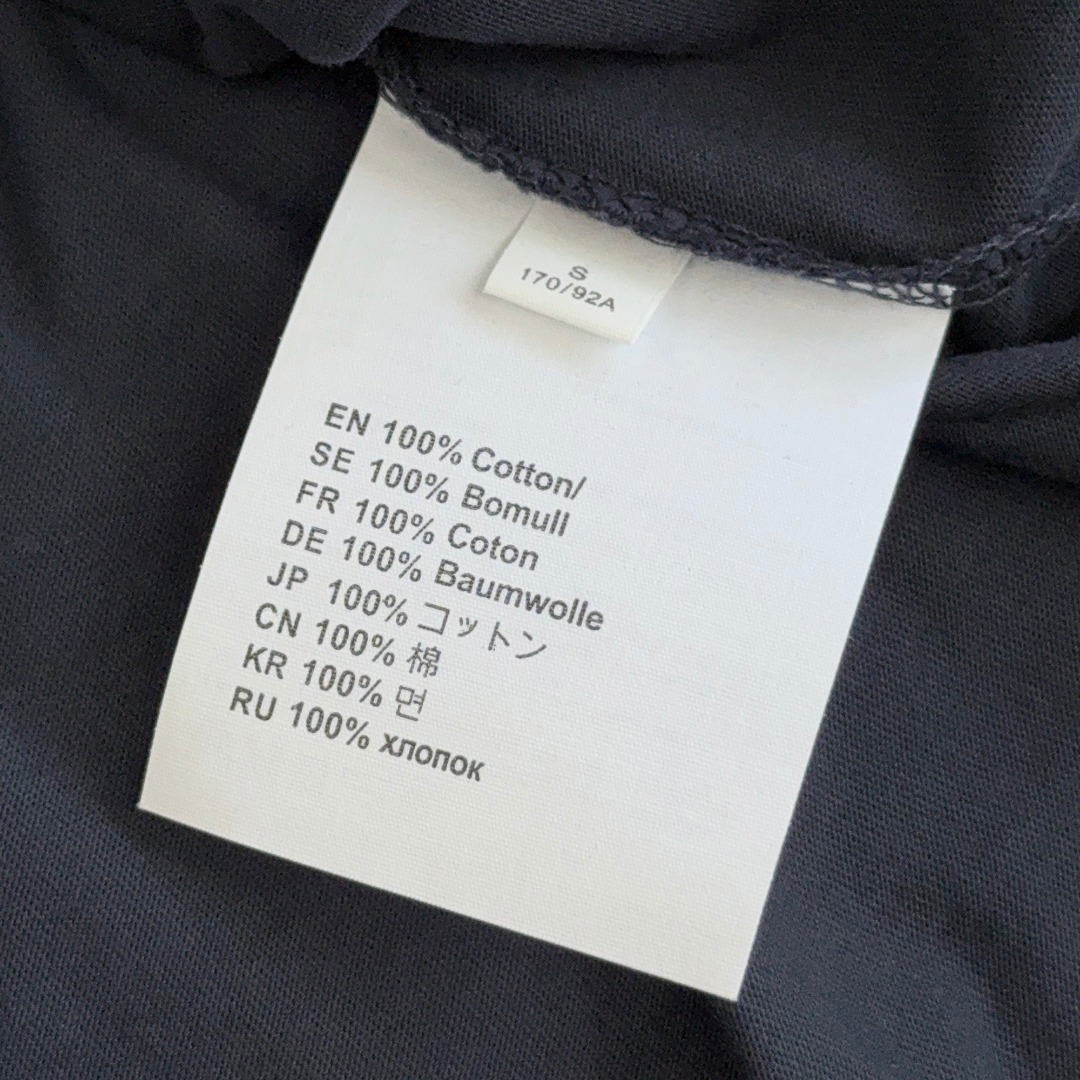 S
170/92A
EN 100% Cotton/
SE 100% Bomull
FR 100% Coton
DE 100% Baumwolle
JP 100% コットン
CN 100% 棉
KR 100% 면
RU 100% хлопок